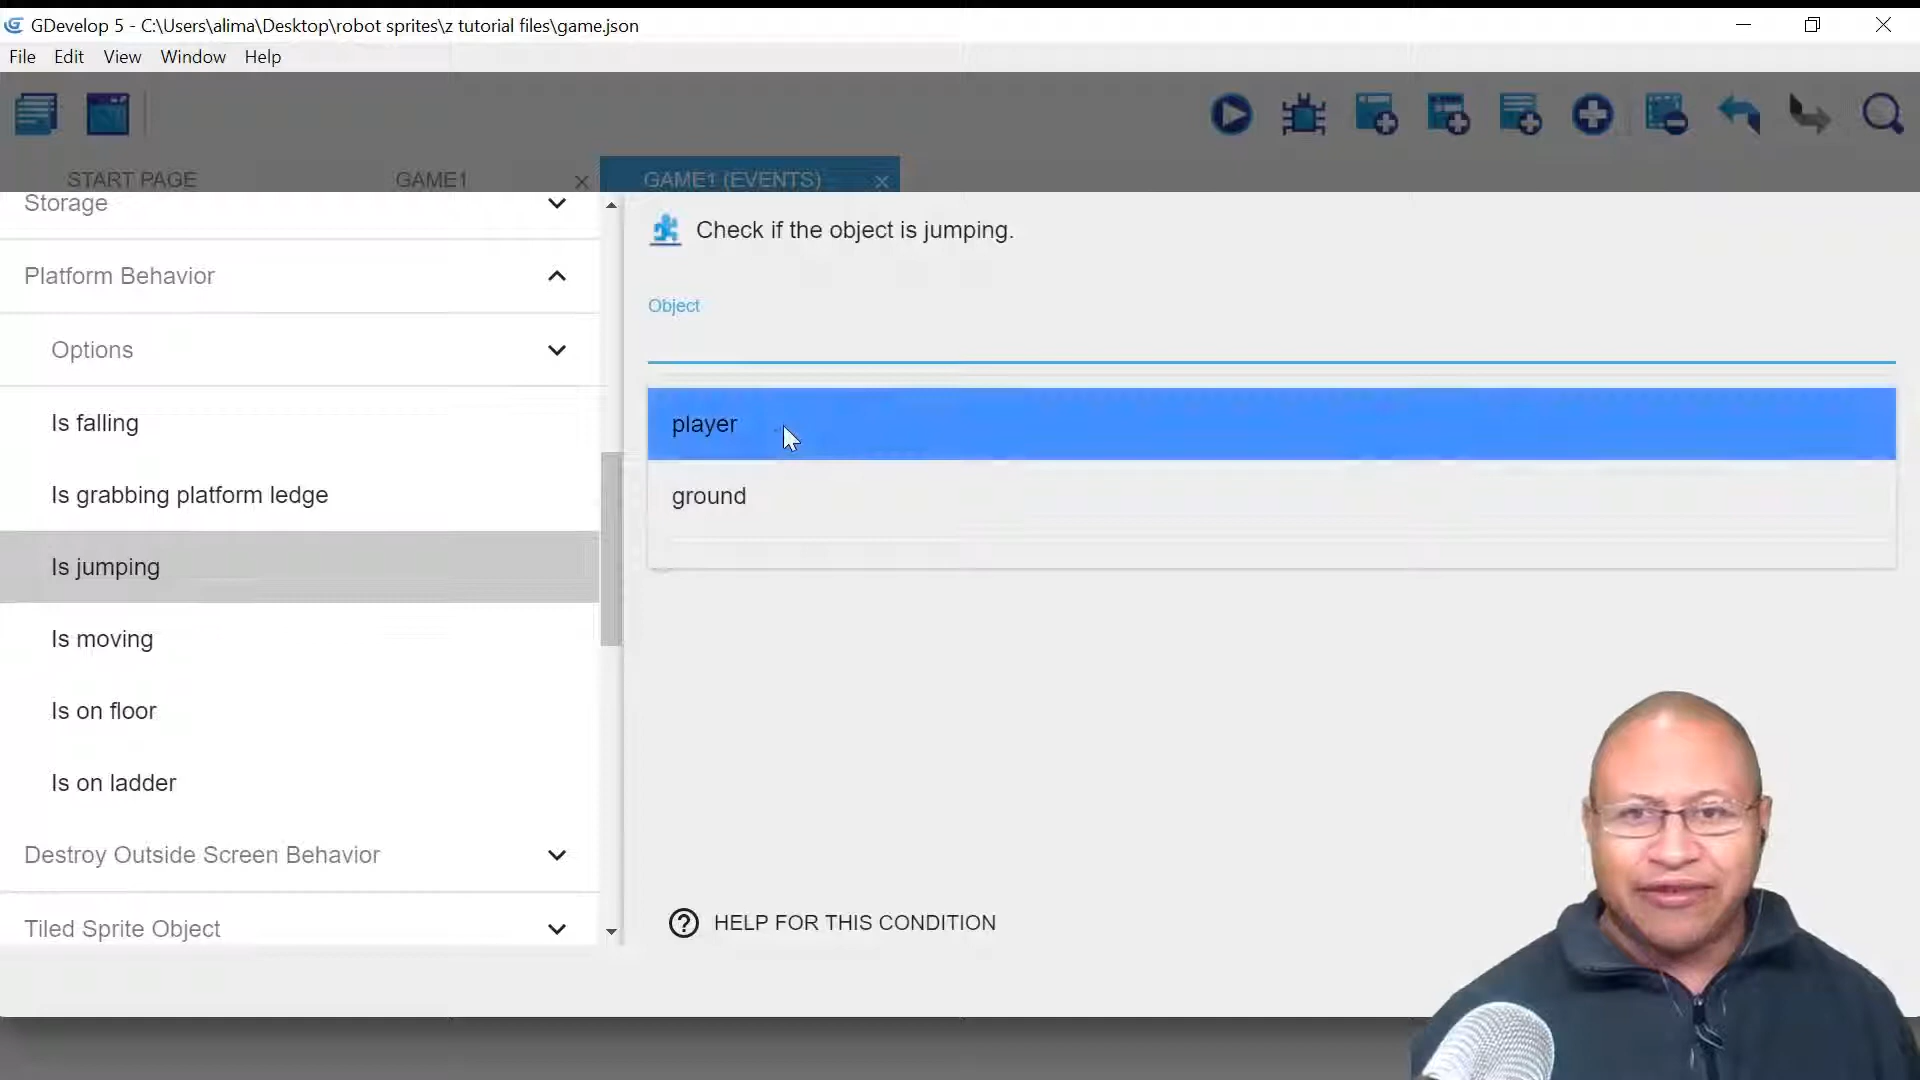 GDevelop 5 - C:\Users\alima\Desktop\robot sprites\z tutorial files\game.json
File Edit View Window Help
START PAGE
GAME1
GAME1 (EVENTS)
Storage
Platform Behavior
Options
Is falling
Is grabbing platform ledge
Is jumping
Is moving
Is on floor
Is on ladder
Destroy Outside Screen Behavior
Tiled Sprite Object
Check if the object is jumping.
Object
player
ground
HELP FOR THIS CONDITION